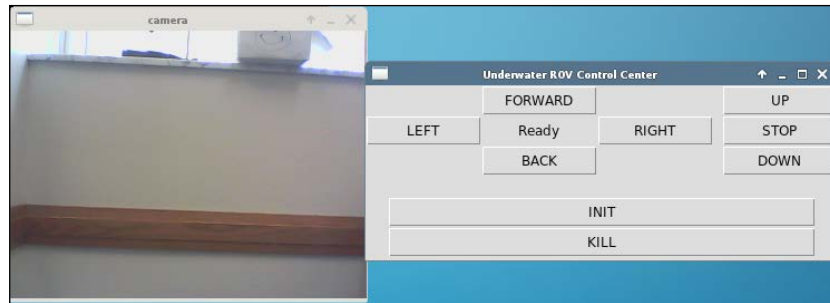 camera
Underwater ROV Control Center
FORWARD UP
LEFT Ready RIGHT STOP
BACK DOWN
INIT
KILL